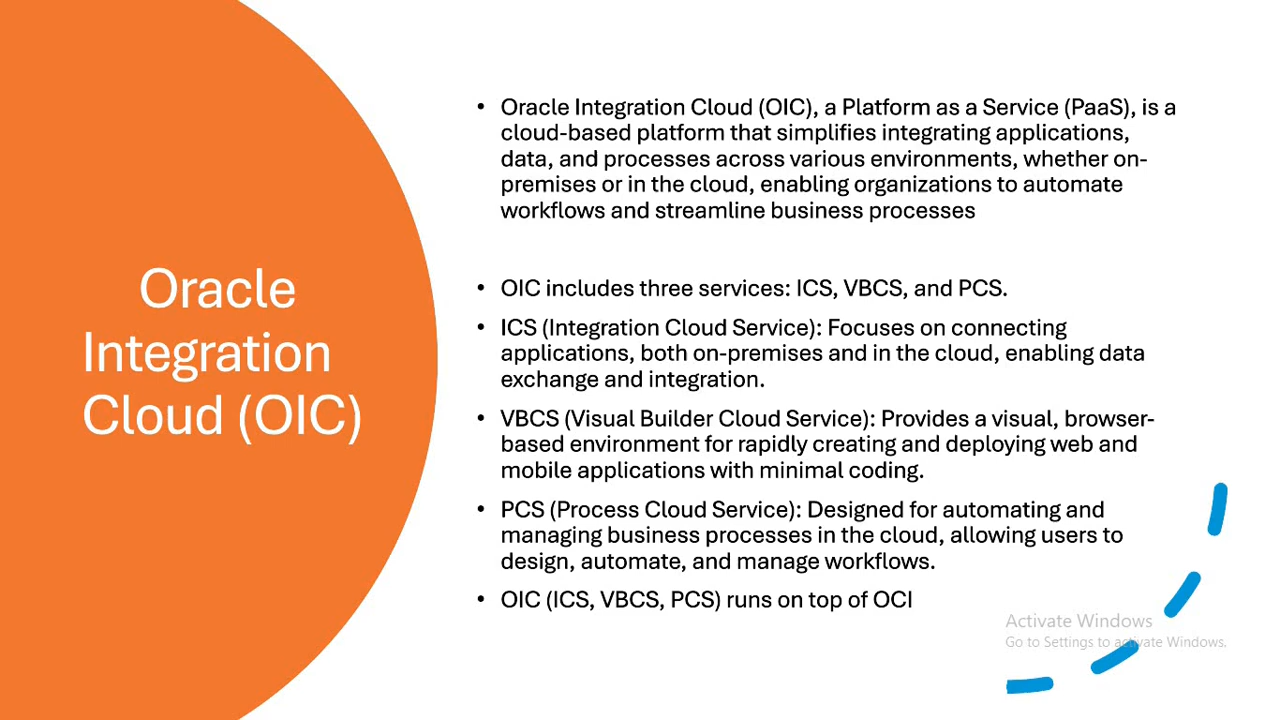 Oracle
Integration
Cloud (OIC)
• Oracle Integration Cloud (OIC), a Platform as a Service (PaaS), is a
cloud-based platform that simplifies integrating applications,
data, and processes across various environments, whether on-
premises or in the cloud, enabling organizations to automate
workflows and streamline business processes
• OIC includes three services: ICS, VBCS, and PCS.
• ICS (Integration Cloud Service): Focuses on connecting
applications, both on-premises and in the cloud, enabling data
exchange and integration.
• VBCS (Visual Builder Cloud Service): Provides a visual, browser-
based environment for rapidly creating and deploying web and
mobile applications with minimal coding.
• PCS (Process Cloud Service): Designed for automating and
managing business processes in the cloud, allowing users to
design, automate, and manage workflows.
• OIC (ICS, VBCS, PCS) runs on top of OCI
Activate Windows
Go to Settings to activate Windows.